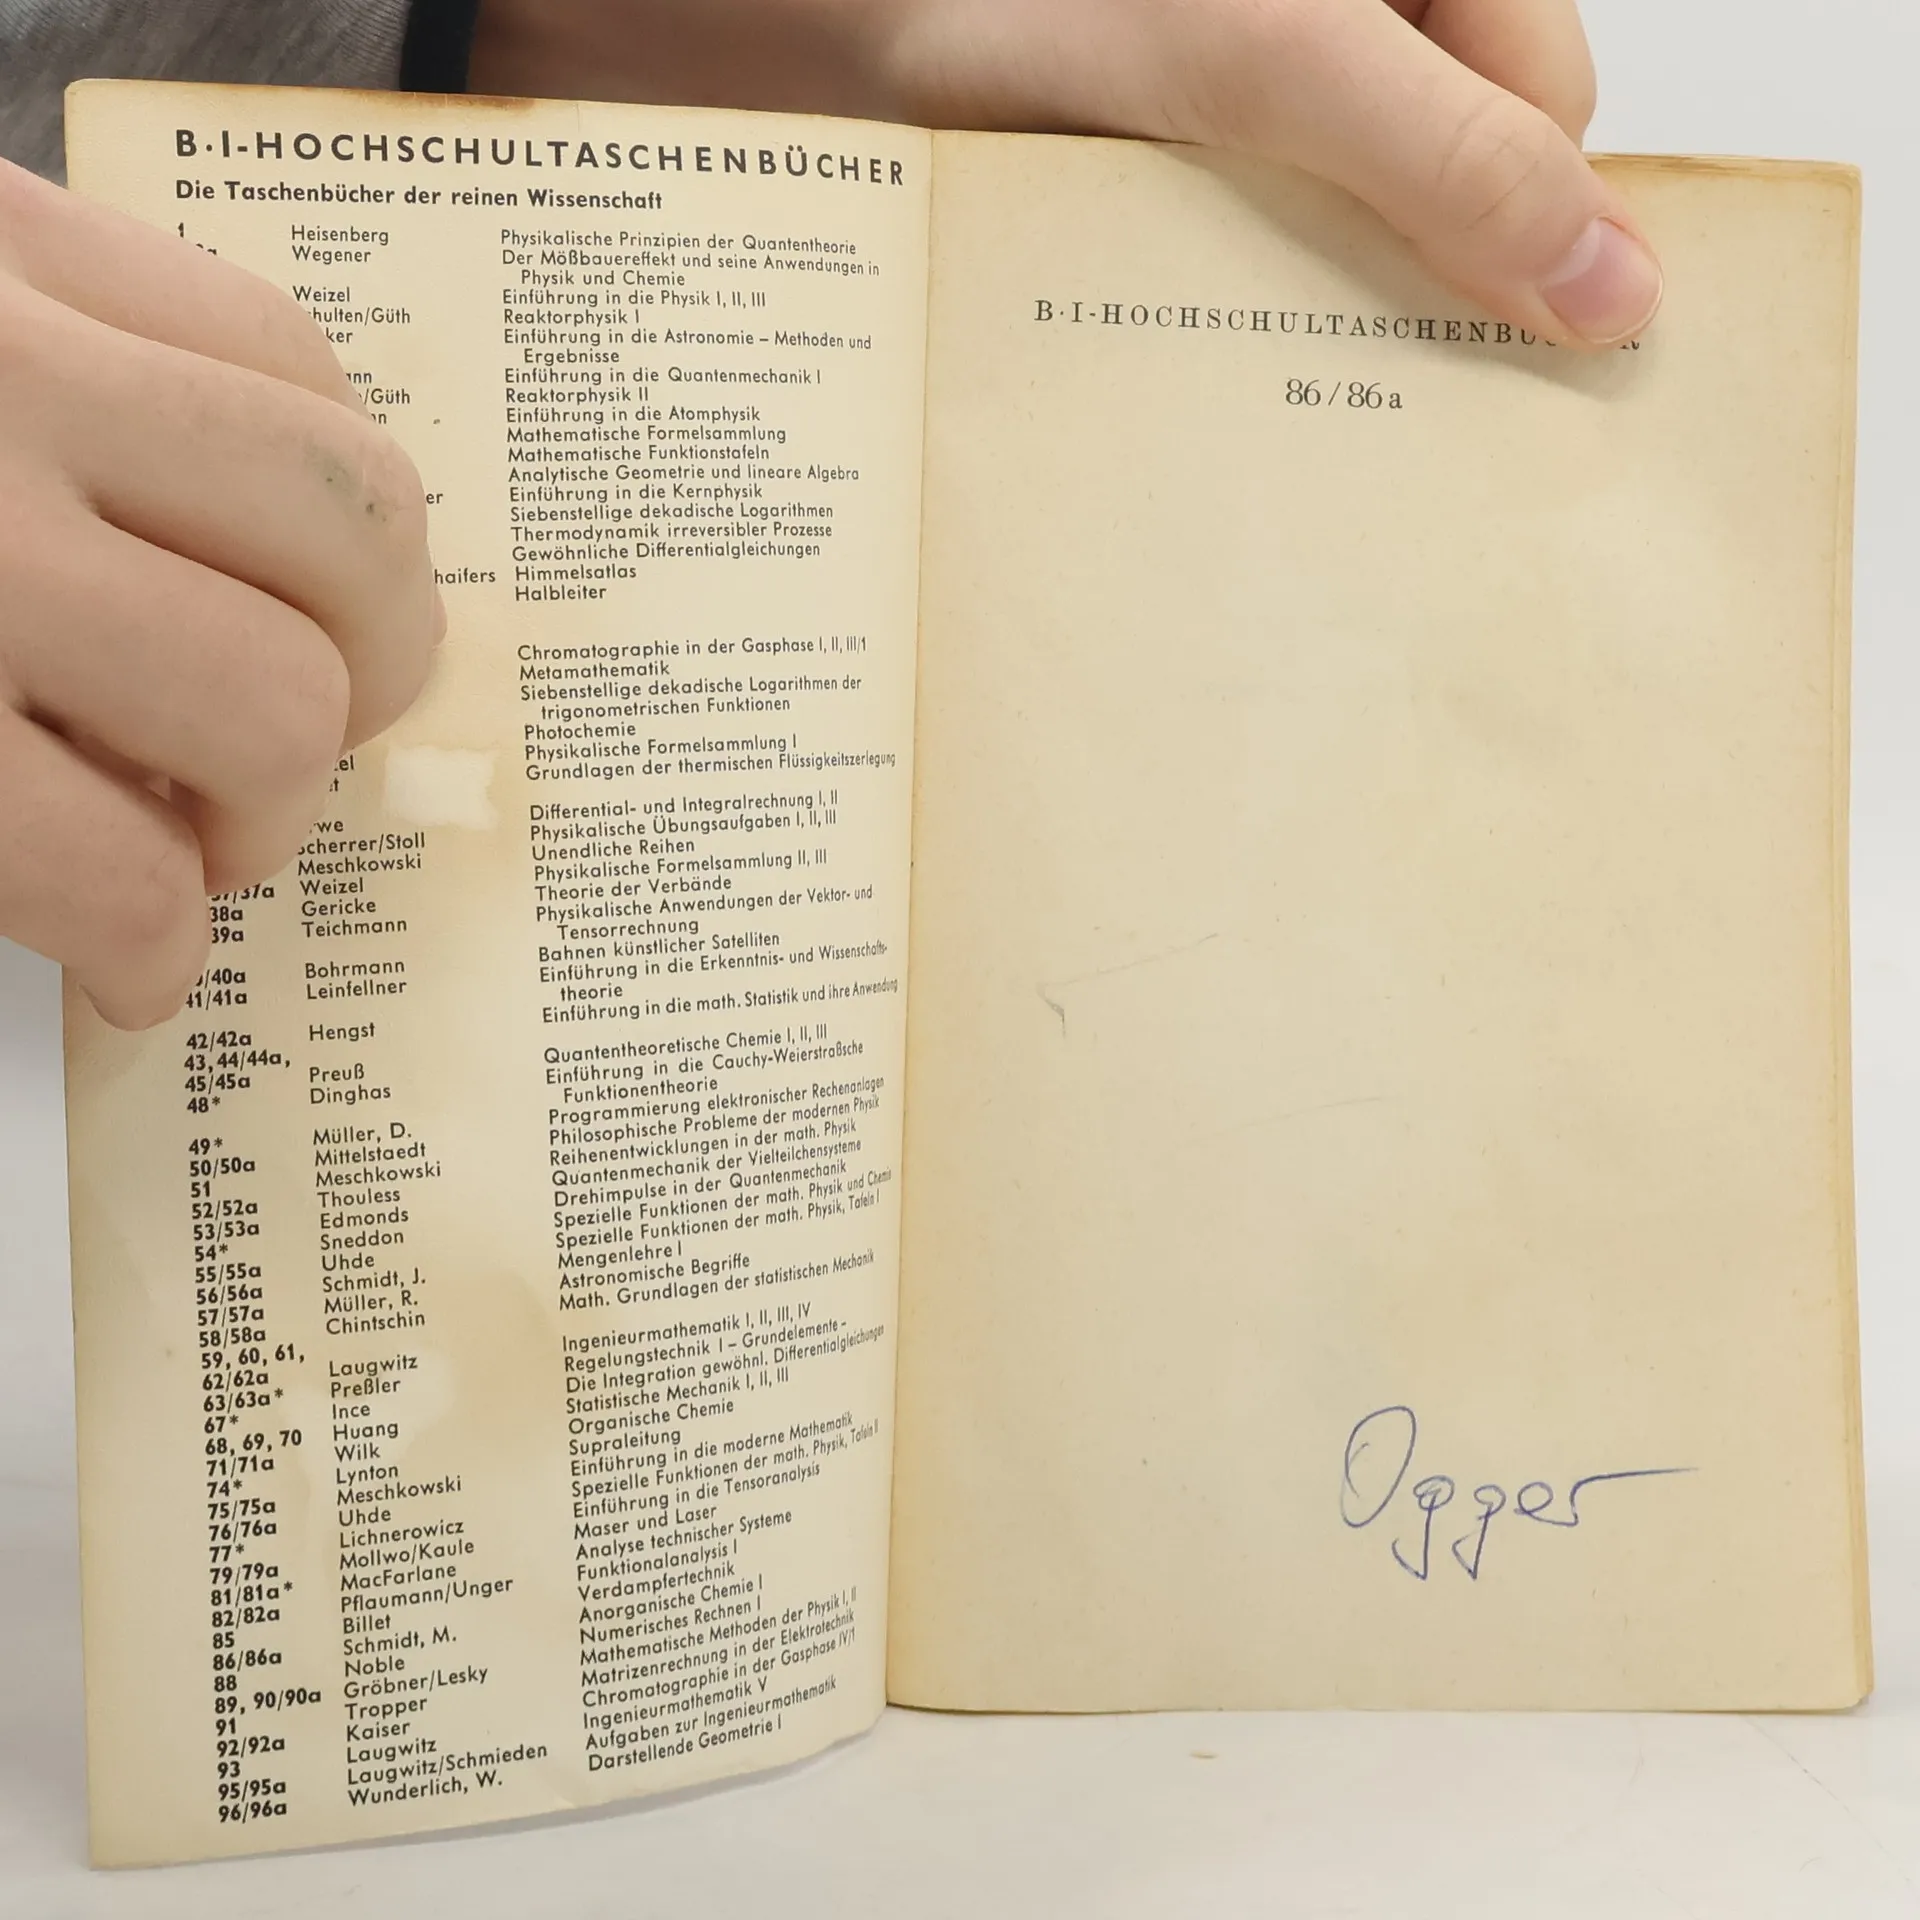 B·I-HOCHSCHULTASCHENBÜCHER
Die Taschenbücher der reinen Wissenschaft
1 Heisenberg Physikalische Prinzipien der Quantentheorie
Wegener Der Mößbauereffekt und seine Anwendungen in
Physik und Chemie
Weizel Einführung in die Physik I, II, III
/Güth Reaktorphysik I
Einführung in die Astronomie – Methoden und
Ergebnisse
Einführung in die Quantenmechanik I
/Güth Reaktorphysik II
Einführung in die Atomphysik
Mathematische Formelsammlung
Mathematische Funktionstafeln
Analytische Geometrie und lineare Algebra
Einführung in die Kernphysik
Siebenstellige dekadische Logarithmen
Thermodynamik irreversibler Prozesse
Gewöhnliche Differentialgleichungen
Himmelsatlas
Halbleiter
Chromatographie in der Gasphase I, II, III/1
Metamathematik
Siebenstellige dekadische Logarithmen der
trigonometrischen Funktionen
Photochemie
Physikalische Formelsammlung I
Grundlagen der thermischen Flüssigkeitszerlegung
Differential- und Integralrechnung I, II
Scherrer/Stoll Physikalische Übungsaufgaben I, II, III
Meschkowski Unendliche Reihen
37/37a Weizel Physikalische Formelsammlung II, III
38a Gericke Theorie der Verbände
39a Teichmann Physikalische Anwendungen der Vektor- und
Tensorrechnung
/40a Bohrmann Bahnen künstlicher Satelliten
41/41a Leinfellner Einführung in die Erkenntnis- und Wissenschafts-
theorie
42/42a Hengst Einführung in die math. Statistik und ihre Anwendung
43, 44/44a,
45/45a Preuß Quantentheoretische Chemie I, II, III
48* Dinghas Einführung in die Cauchy-Weierstraßsche
Funktionentheorie
49* Müller, D. Programmierung elektronischer Rechenanlagen
50/50a Mittelstaedt Philosophische Probleme der modernen Physik
51 Meschkowski Reihenentwicklungen in der math. Physik
52/52a Thouless Quantenmechanik der Vielteilchensysteme
53/53a Edmonds Drehimpulse in der Quantenmechanik
54* Sneddon Spezielle Funktionen der math. Physik und Chemie
55/55a Uhde Spezielle Funktionen der math. Physik, Tafeln I
56/56a Schmidt, J. Mengenlehre I
57/57a Müller, R. Astronomische Begriffe
58/58a Chintschin Math. Grundlagen der statistischen Mechanik
59, 60, 61,
62/62a Laugwitz Ingenieurmathematik I, II, III, IV
63/63a* Preßler Regelungstechnik I – Grundelemente –
67* Ince Die Integration gewöhnl. Differentialgleichungen
68, 69, 70 Huang Statistische Mechanik I, II, III
71/71a Wilk Organische Chemie
74* Lynton Supraleitung
75/75a Meschkowski Einführung in die moderne Mathematik
76/76a Uhde Spezielle Funktionen der math. Physik, Tafeln II
77* Lichnerowicz Einführung in die Tensoranalysis
79/79a Mollwo/Kaule Maser und Laser
81/81a* MacFarlane Analyse technischer Systeme
82/82a Pflaumann/Unger Funktionalanalysis I
85 Billet Verdampfertechnik
86/86a Schmidt, M. Anorganische Chemie I
88 Noble Numerisches Rechnen I
89, 90/90a Gröbner/Lesky Mathematische Methoden der Physik I, II
91 Tropper Matrizenrechnung in der Elektrotechnik
92/92a Kaiser Chromatographie in der Gasphase IV/1
93 Laugwitz Ingenieurmathematik V
95/95a Laugwitz/Schmieden Aufgaben zur Ingenieurmathematik
96/96a Wunderlich, W. Darstellende Geometrie I
B·I-HOCHSCHULTASCHENBÜ
86/86a
Ogger